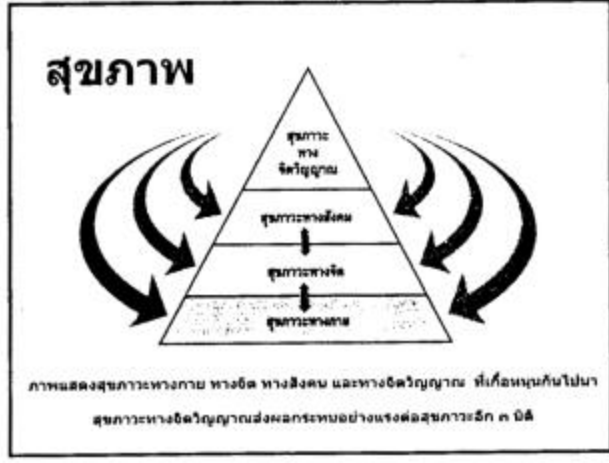 สุขภาพ
สุขภาวะ
ทาง
จิตวิญญาณ
สุขภาวะทางสังคม
สุขภาวะทางจิต
สุขภาวะทางกาย
ภาพแสดงสุขภาวะทางกาย ทางจิต ทางสังคม และทางจิตวิญญาณ ที่เกื้อหนุนกันไปมา
สุขภาวะทางจิตวิญญาณส่งผลกระทบอย่างแรงต่อสุขภาวะอีก ๓ มิติ